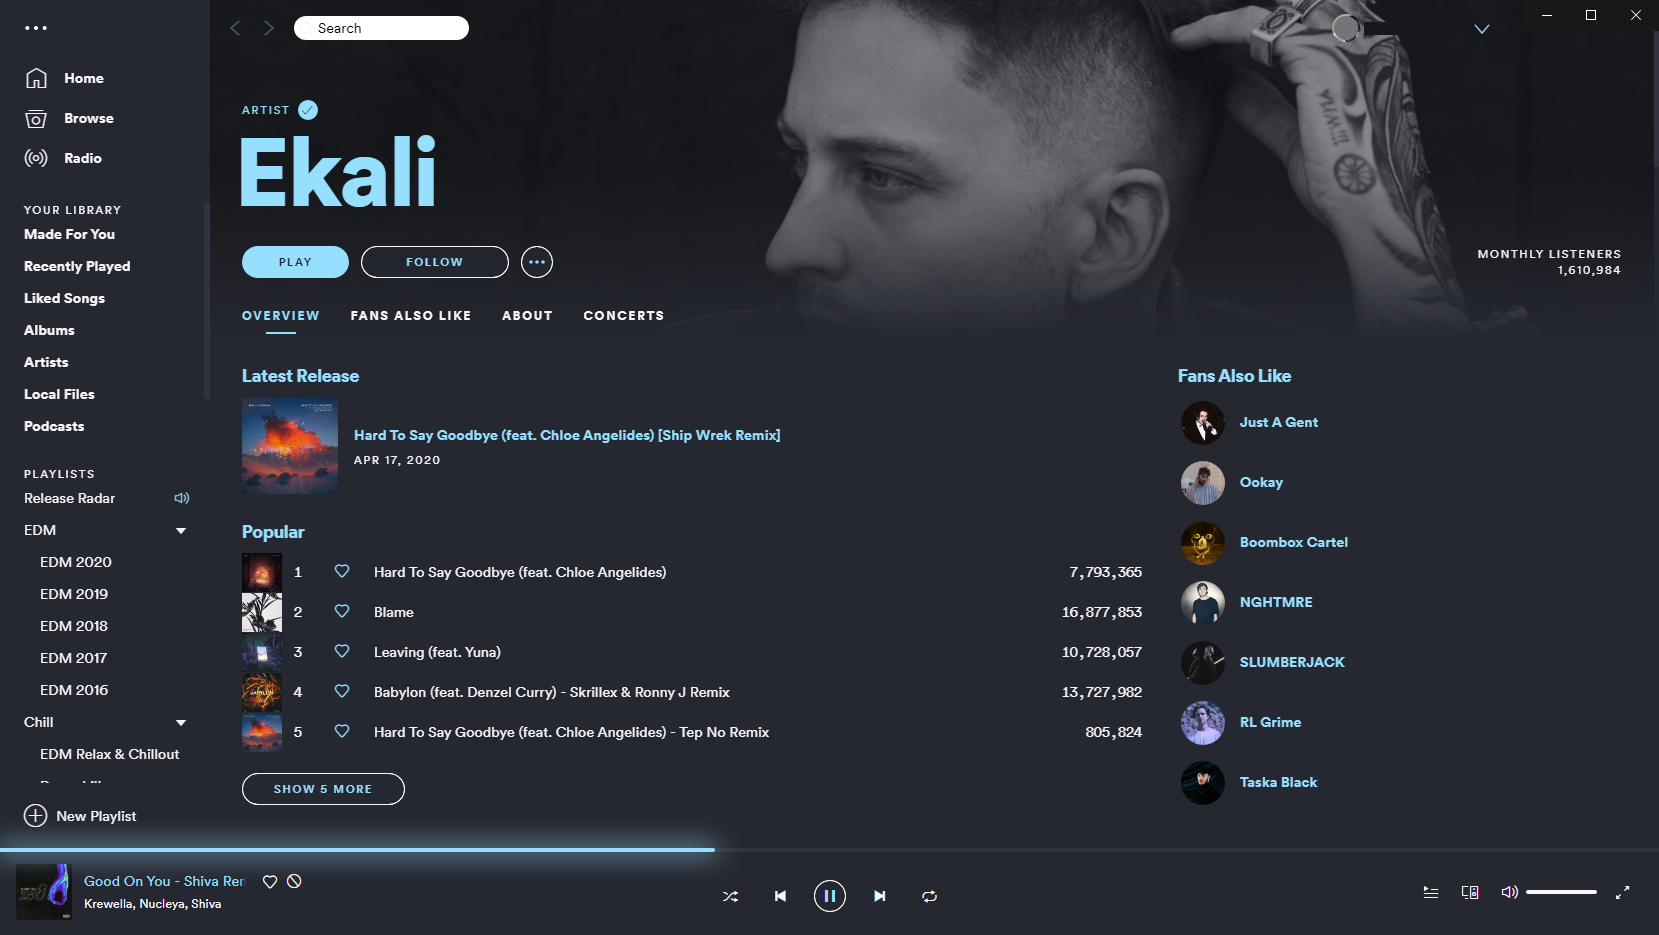 Search
Home
Browse
Radio
YOUR LIBRARY
Made For You
Recently Played
Liked Songs
Albums
Artists
Local Files
Podcasts
PLAYLISTS
Release Radar
EDM
EDM 2020
EDM 2019
EDM 2018
EDM 2017
EDM 2016
Chill
EDM Relax & Chillout
New Playlist
ARTIST
Ekali
PLAY
FOLLOW
MONTHLY LISTENERS
1,610,984
OVERVIEW
FANS ALSO LIKE
ABOUT
CONCERTS
Latest Release
Hard To Say Goodbye (feat. Chloe Angelides) [Ship Wrek Remix]
APR 17, 2020
Popular
1 Hard To Say Goodbye (feat. Chloe Angelides) 7,793,365
2 Blame 16,877,853
3 Leaving (feat. Yuna) 10,728,057
BABYLON
4 Babylon (feat. Denzel Curry) - Skrillex & Ronny J Remix 13,727,982
5 Hard To Say Goodbye (feat. Chloe Angelides) - Tep No Remix 805,824
SHOW 5 MORE
Fans Also Like
Just A Gent
Ookay
Boombox Cartel
NGHTMRE
SLUMBERJACK
RL Grime
Taska Black
Good On You - Shiva Ren
Krewella, Nucleya, Shiva